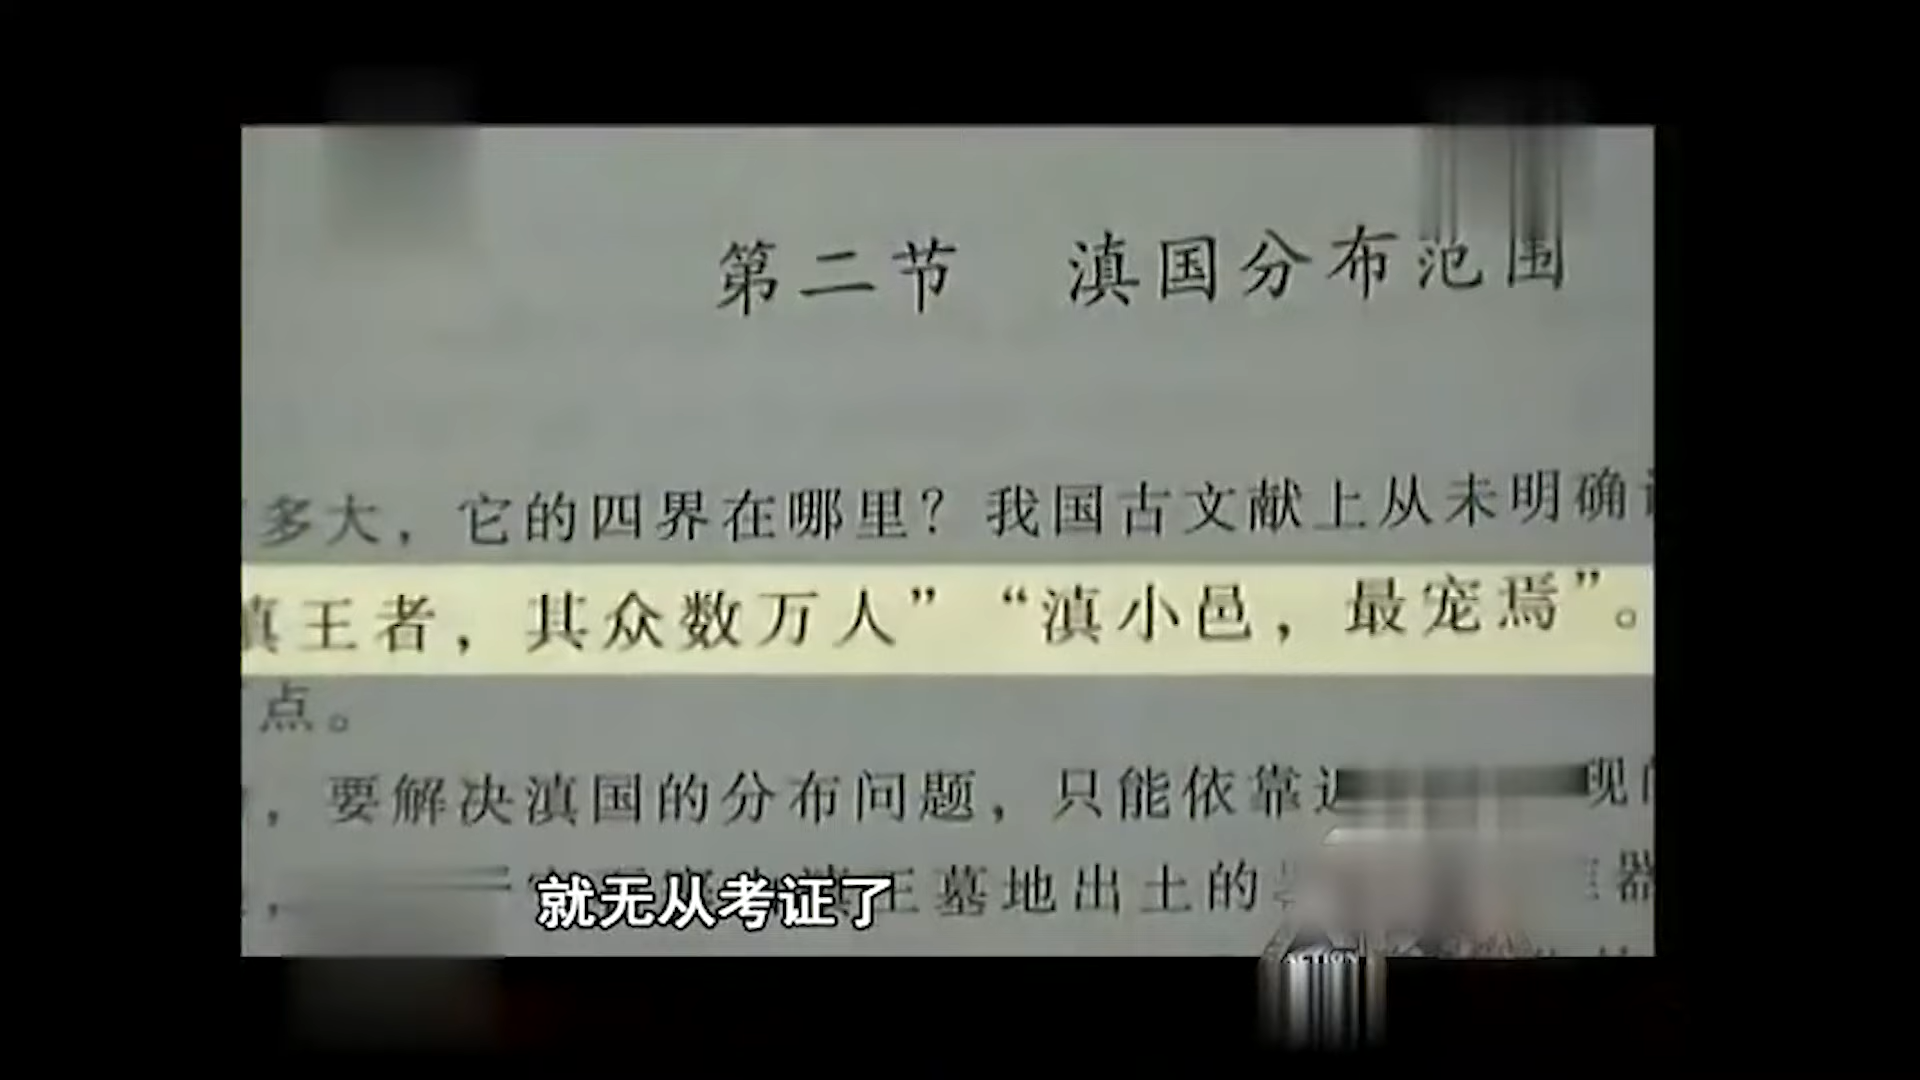 第二节 滇国分布范围
多大，它的四界在哪里？我国古文献上从未明确
滇王者，其众数万人”“滇小邑，最宠焉”。
点。
，要解决滇国的分布问题，只能依靠 现
王墓地出土的 器
就无从考证了